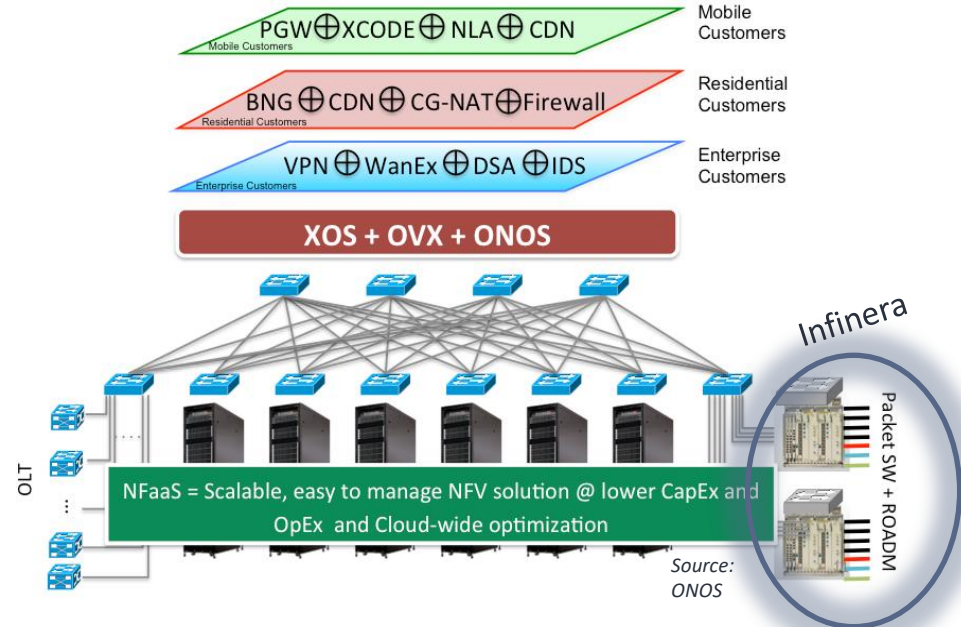 PGW⊕XCODE⊕ NLA⊕ CDN
Mobile Customers
Mobile
Customers
BNG ⊕CDN⊕ CG-NAT⊕Firewall
Residential Customers
Residential
Customers
VPN ⊕WanEx ⊕DSA ⊕IDS
Enterprise Customers
Enterprise
Customers
XOS + OVX + ONOS
Infinera
OLT
Packet SW + ROADM
NFaaS = Scalable, easy to manage NFV solution @ lower CapEx and
OpEx and Cloud-wide optimization
Source:
ONOS